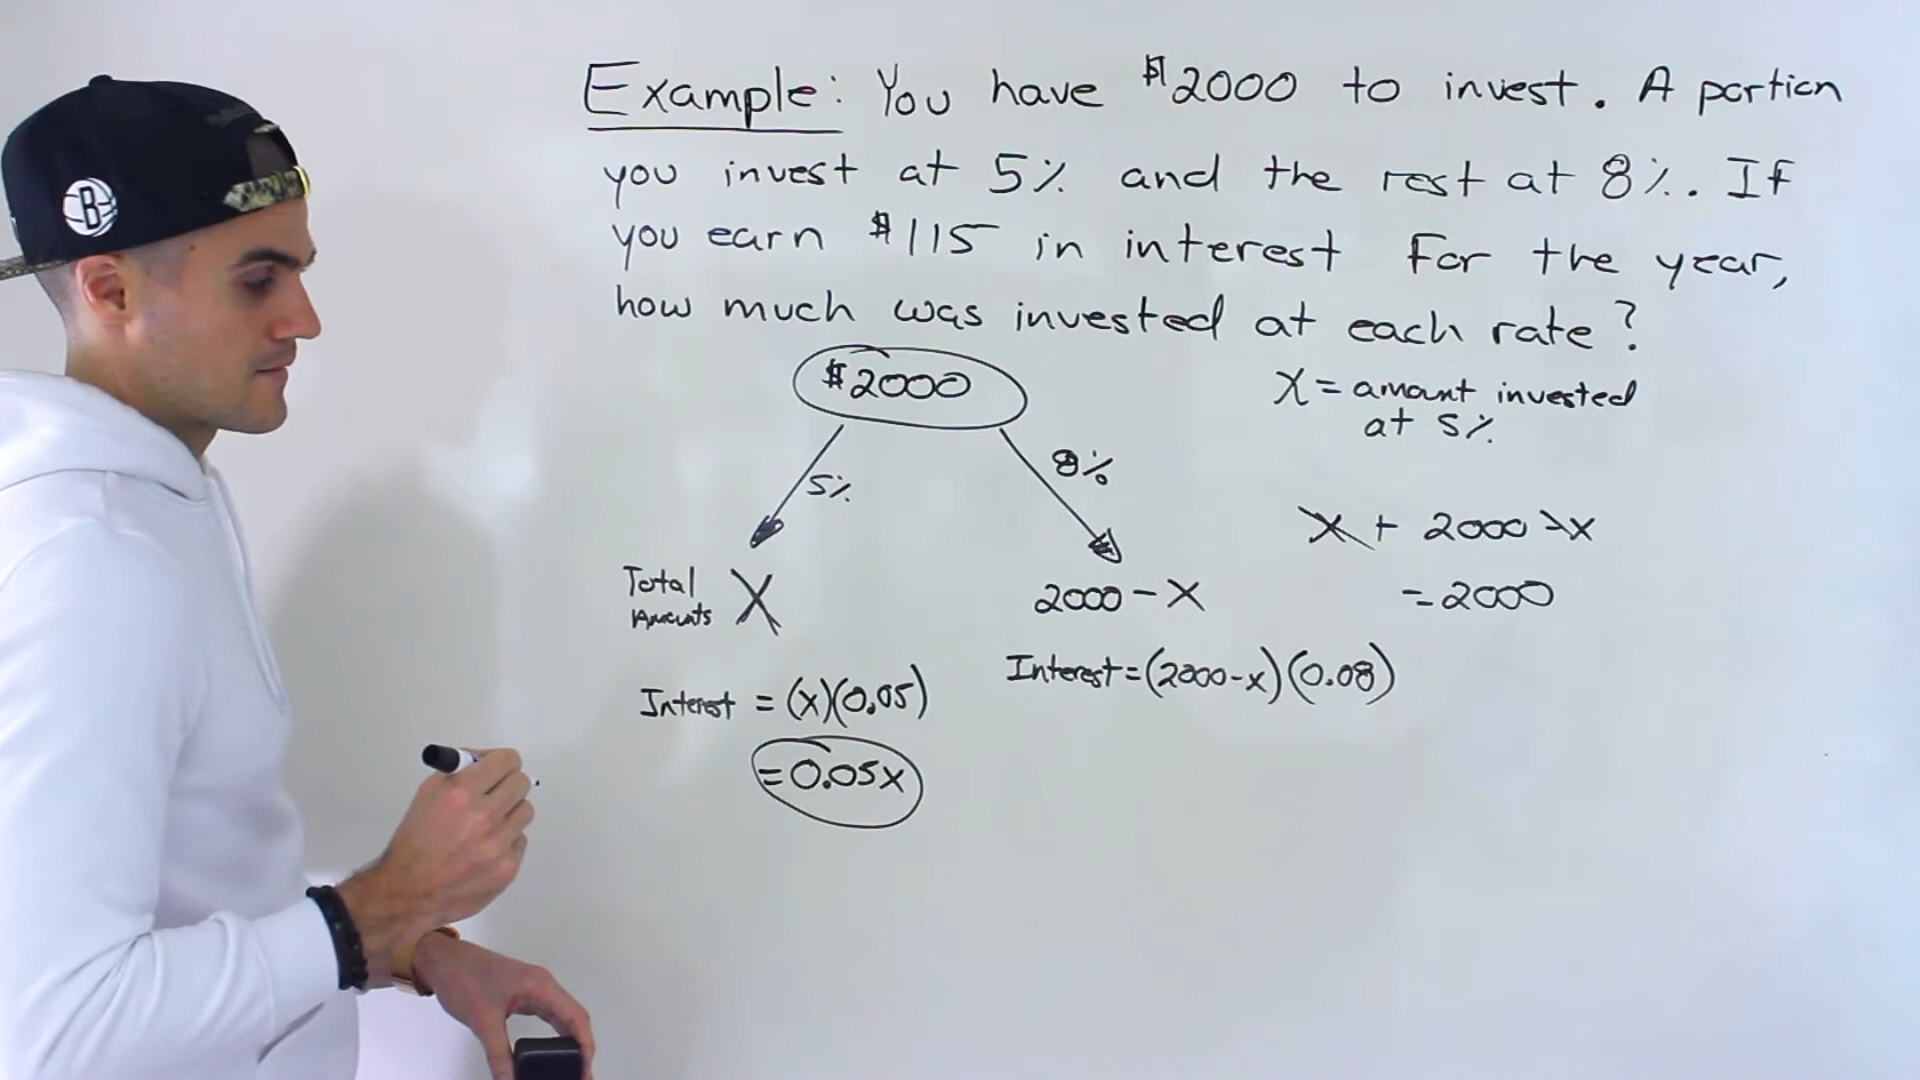 Example: You have $2000 to invest. A portion
you invest at 5% and the rest at 8%. If
you earn $115 in interest for the year,
how much was invested at each rate?
$2000
X = amount invested
at 5%
5%
8%
X + 2000 - X
= 2000
Total
Amounts X
2000 - X
Interest = (x)(0.05)
= 0.05x
Interest = (2000-x)(0.08)
B